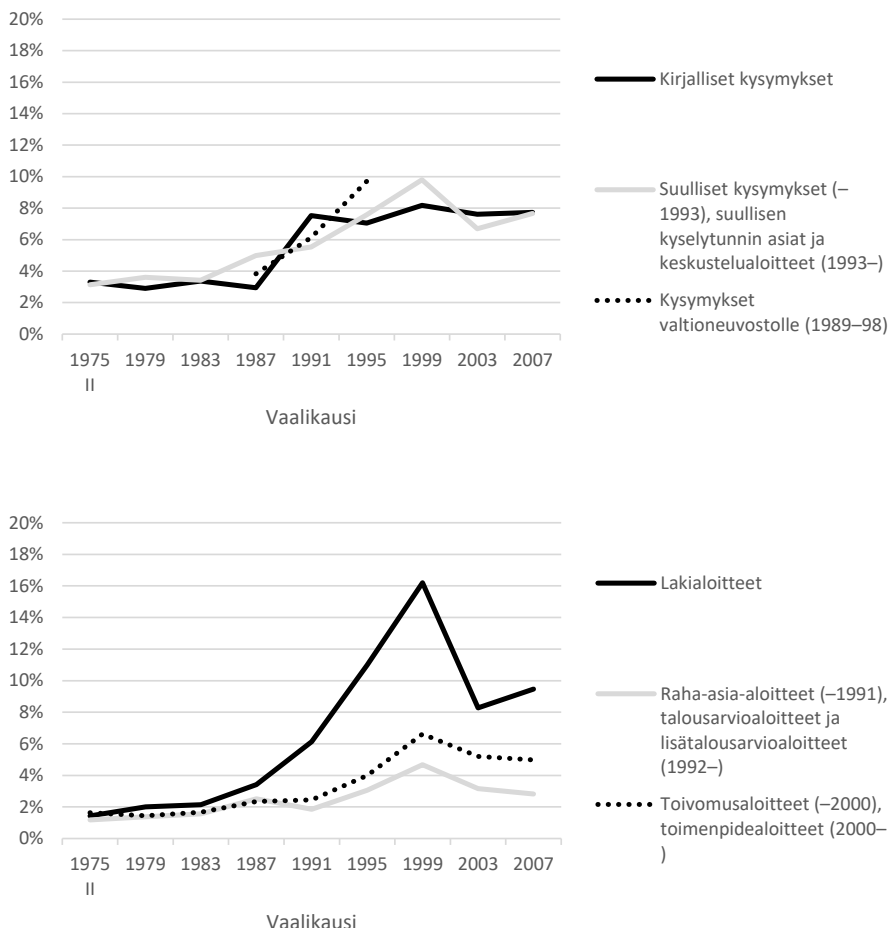 20%
18%
16%
14%
12%
10%
8%
6%
4%
2%
0%
1975 1979 1983 1987 1991 1995 1999 2003 2007
II
Vaalikausi
Kirjalliset kysymykset
Suulliset kysymykset (–
1993), suullisen
kyselytunnin asiat ja
keskustelualoitteet (1993–)
Kysymykset
valtioneuvostolle (1989–98)
20%
18%
16%
14%
12%
10%
8%
6%
4%
2%
0%
1975 1979 1983 1987 1991 1995 1999 2003 2007
II
Vaalikausi
Lakialoitteet
Raha-asia-aloitteet (–1991),
talousarvioaloitteet ja
lisätalousarvioaloitteet
(1992–)
Toivomusaloitteet (–2000),
toimenpidealoitteet (2000–
)